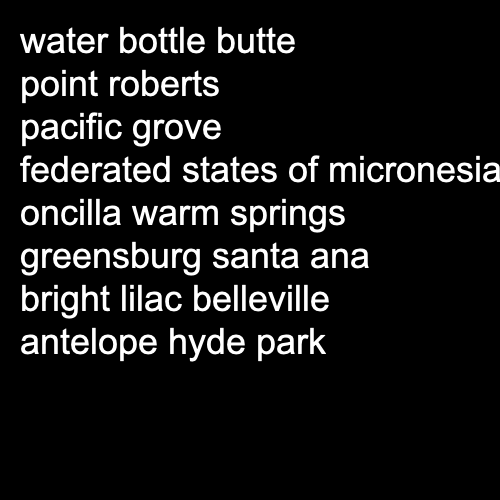 water bottle butte
point roberts
pacific grove
federated states of micronesia
oncilla warm springs
greensburg santa ana
bright lilac belleville
antelope hyde park